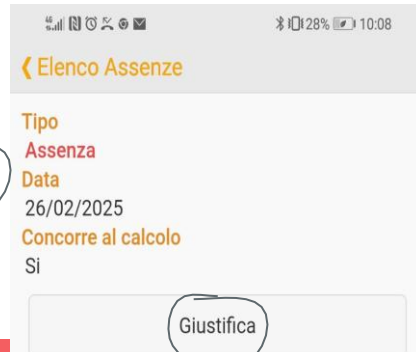 28% 10:08
Elenco Assenze
Tipo
Assenza
Data
26/02/2025
Concorre al calcolo
Si
Giustifica